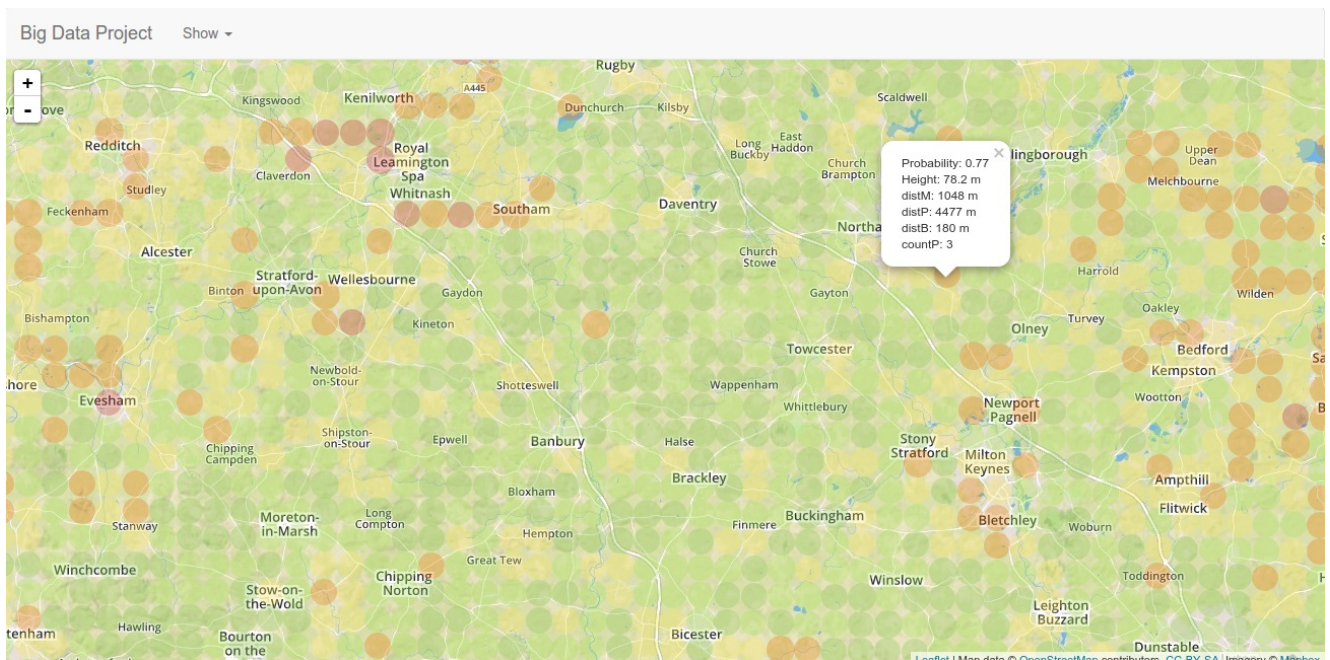 Big Data Project
Show
+
-
Rugby
A445
Kingswood
Kenilworth
Dunchurch
Kilsby
Scaldwell
ove
Redditch
Royal
Leamington
Spa
Long
Buckby
East
Haddon
Church
Brampton
Probability: 0.77
Height: 78.2 m
distM: 1048 m
distP: 4477 m
distB: 180 m
countP: 3
×
llingborough
Upper
Dean
Melchbourne
Claverdon
Studley
Whitnash
Feckenham
Southam
Daventry
Northa
Alcester
Church
Stowe
Harrold
Stratford-
upon-Avon
Wellesbourne
Binton
Gaydon
Gayton
Oakley
Wilden
Bishampton
Kineton
Turvey
Olney
Towcester
Bedford
Kempston
Sa
shore
Newbold-
on-Stour
Shotteswell
Wappenham
Evesham
Whittlebury
Newport
Pagnell
Wootton
B
Chipping
Campden
Shipston-
on-Stour
Epwell
Banbury
Halse
Stony
Stratford
Milton
Keynes
Brackley
Ampthill
Bloxham
Flitwick
Stanway
Moreton-
in-Marsh
Long
Compton
Hempton
Finmere
Buckingham
Bletchley
Woburn
Great Tew
Winchcombe
Chipping
Norton
Winslow
Toddington
H
Stow-on-
the-Wold
Leighton
Buzzard
tenham
Hawling
Bourton
on the
Bicester
Dunstable
Leaflet | Map data © OpenStreetMap contributors, CC-BY-SA, Imagery © Mapbox